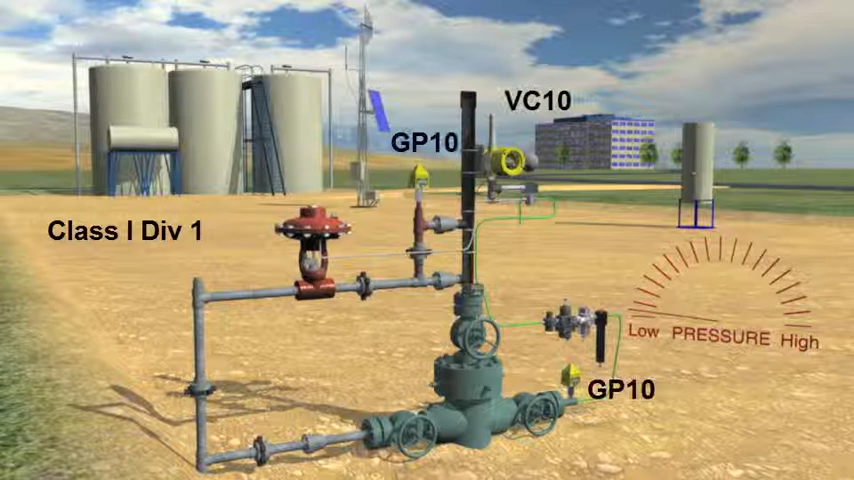 VC10
GP10
Class I Div 1
Low PRESSURE High
GP10